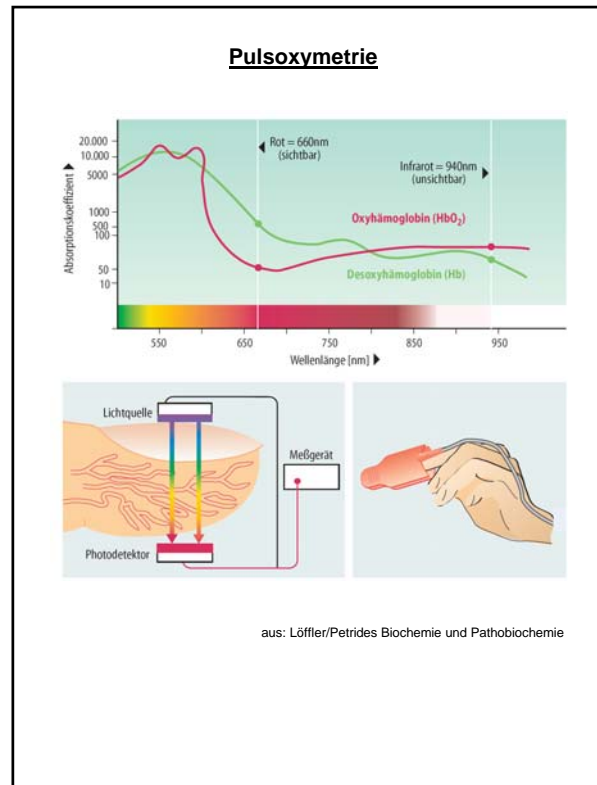 Pulsoxymetrie
Absorptionskoeffizient ▶
20.000
10.000
5000
1000
500
100
50
10
◀ Rot = 660nm
(sichtbar)
Infrarot = 940nm ▶
(unsichtbar)
Oxyhämoglobin (HbO₂)
Desoxyhämoglobin (Hb)
550 650 750 850 950
Wellenlänge [nm] ▶
Lichtquelle
Meßgerät
Photodetektor
aus: Löffler/Petrides Biochemie und Pathobiochemie